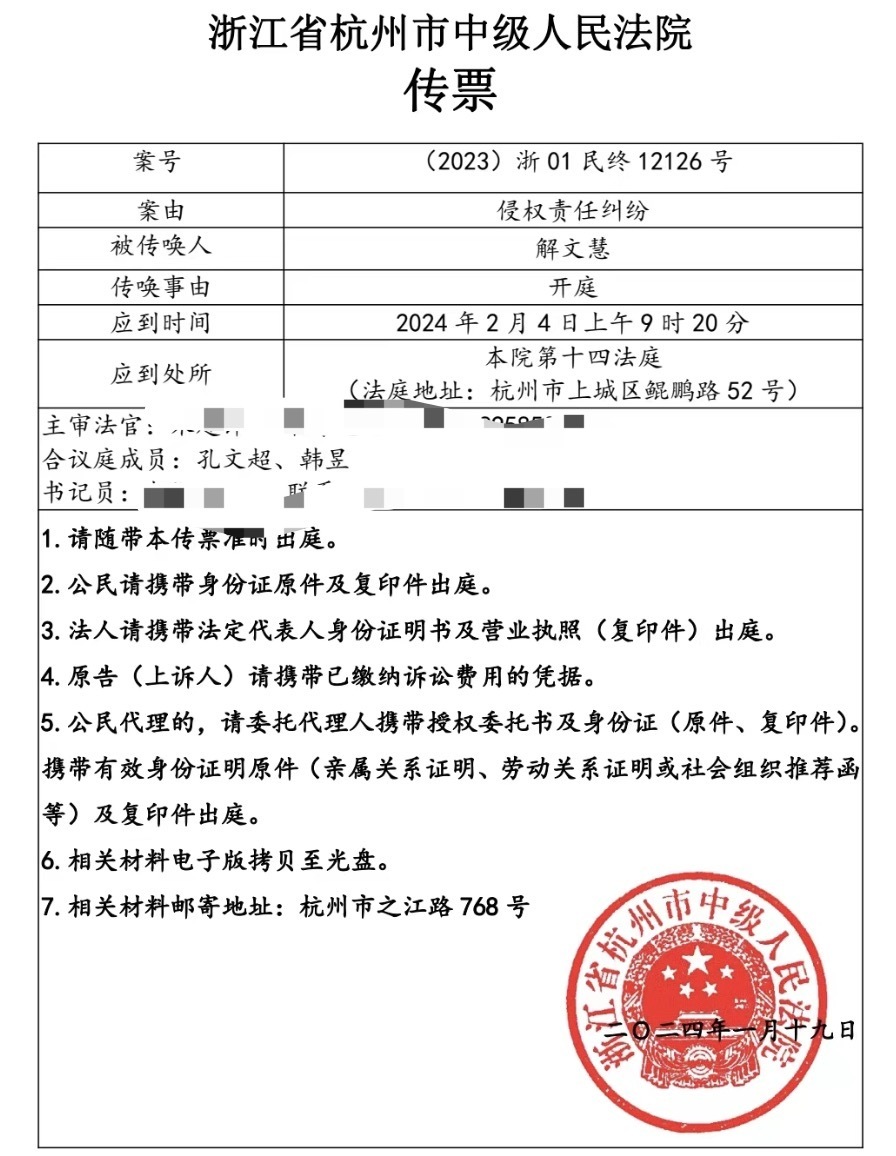 浙江省杭州市中级人民法院
传票
案号 （2023）浙 01 民终 12126 号
案由 侵权责任纠纷
被传唤人 解文慧
传唤事由 开庭
应到时间 2024 年 2 月 4 日上午 9 时 20 分
应到处所 本院第十四法庭
（法庭地址：杭州市上城区鲲鹏路 52 号）
主审法官：
合议庭成员：孔文超、韩昱
书记员：
1.请随带本传票准时出庭。
2.公民请携带身份证原件及复印件出庭。
3.法人请携带法定代表人身份证明书及营业执照（复印件）出庭。
4.原告（上诉人）请携带已缴纳诉讼费用的凭据。
5.公民代理的，请委托代理人携带授权委托书及身份证（原件、复印件）。
携带有效身份证明原件（亲属关系证明、劳动关系证明或社会组织推荐函
等）及复印件出庭。
6.相关材料电子版拷贝至光盘。
7.相关材料邮寄地址：杭州市之江路 768 号
浙江省杭州市中级人民法院
二〇二四年一月十九日